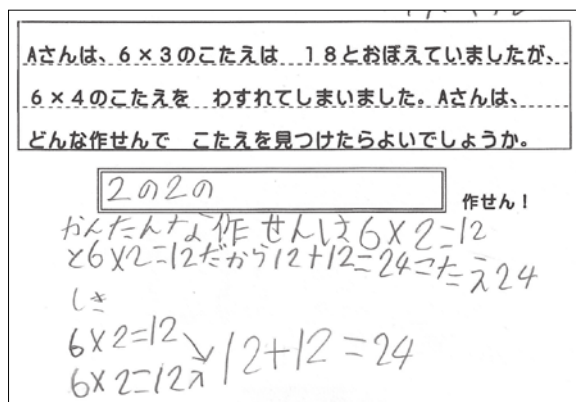 Aさんは、6×3のこたえは 18とおぼえていましたが、
6×4のこたえを わすれてしまいました。Aさんは、
どんな作せんで こたえを見つけたらよいでしょうか。
2の2の 作せん!
かんたんな作せんは6×2=12
と6×2=12だから12+12=24こたえ24
しき
6×2=12
6×2=12 12+12=24